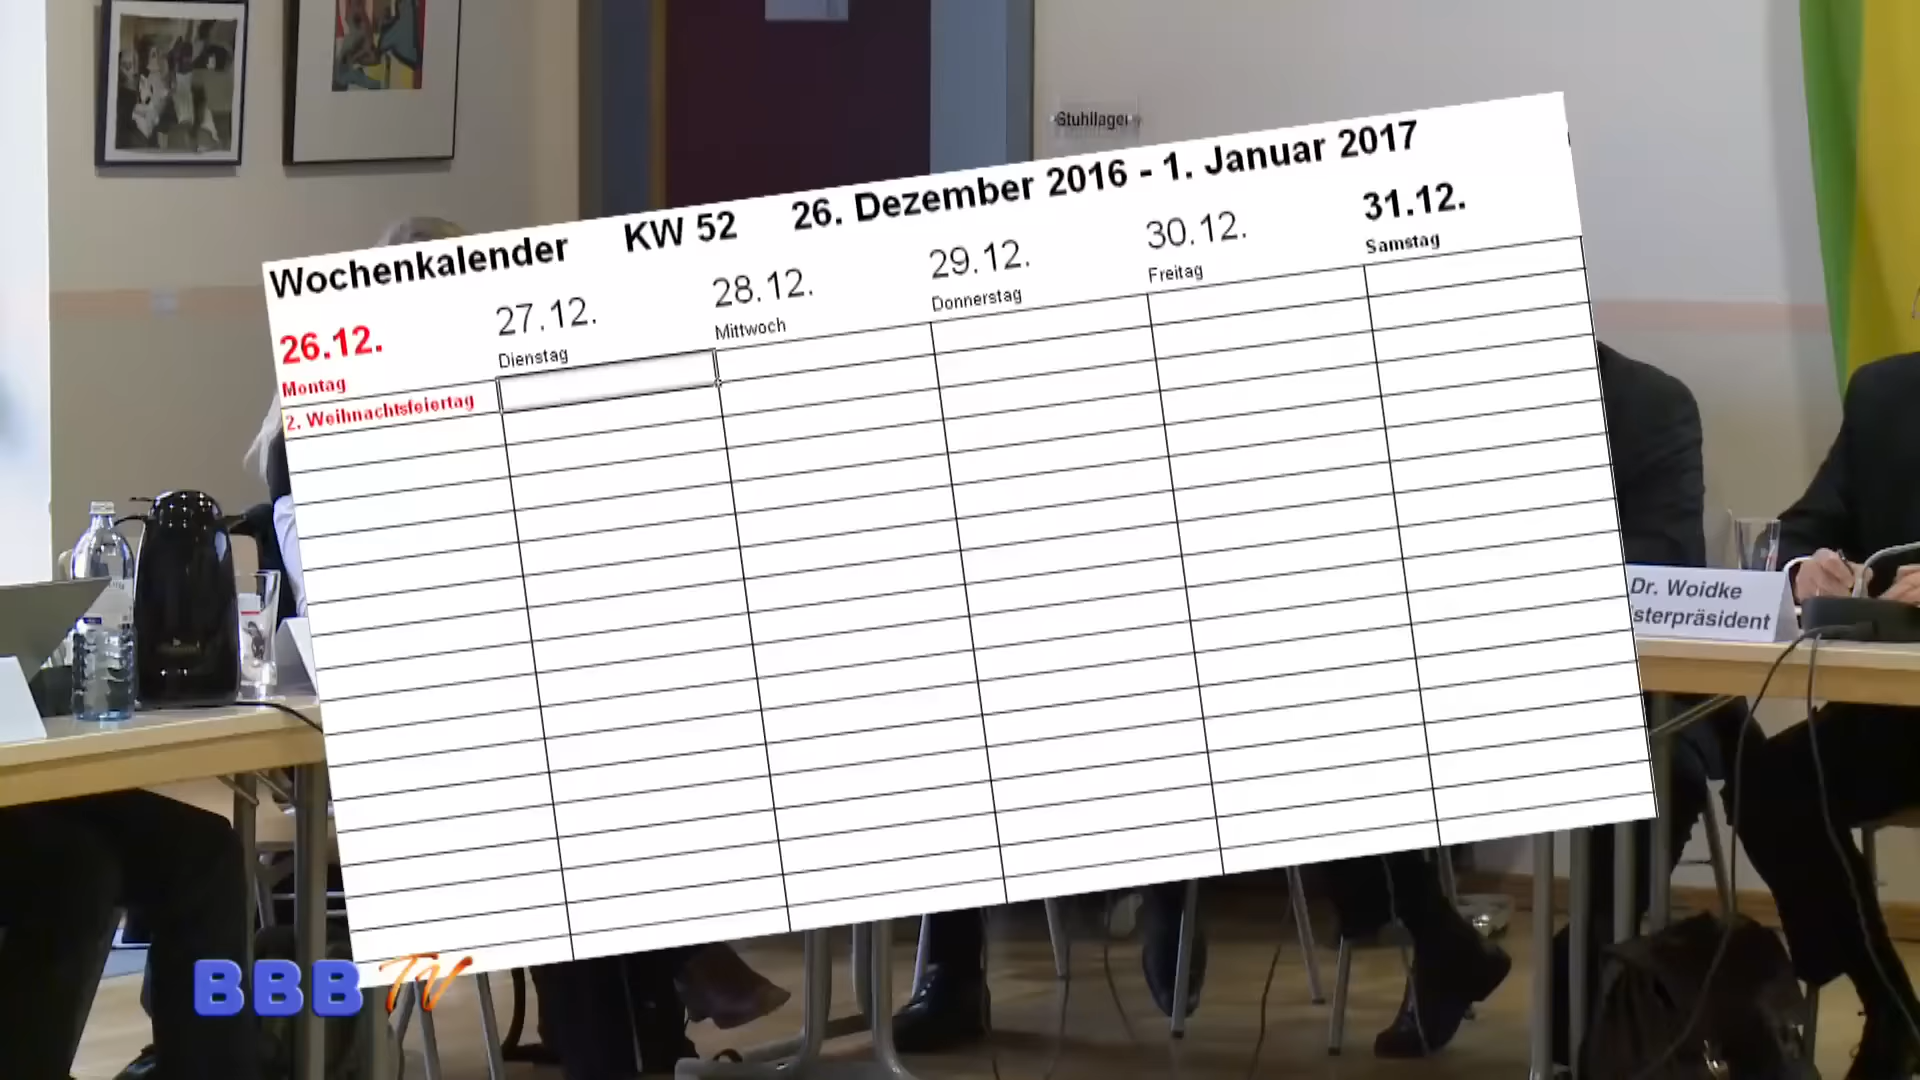 Stuhllager
Wochenkalender KW 52 26. Dezember 2016 - 1. Januar 2017
26.12. 27.12. 28.12. 29.12. 30.12. 31.12.
Montag Dienstag Mittwoch Donnerstag Freitag Samstag
2. Weihnachtsfeiertag
Dr. Woidke
sterpräsident
BBB TV